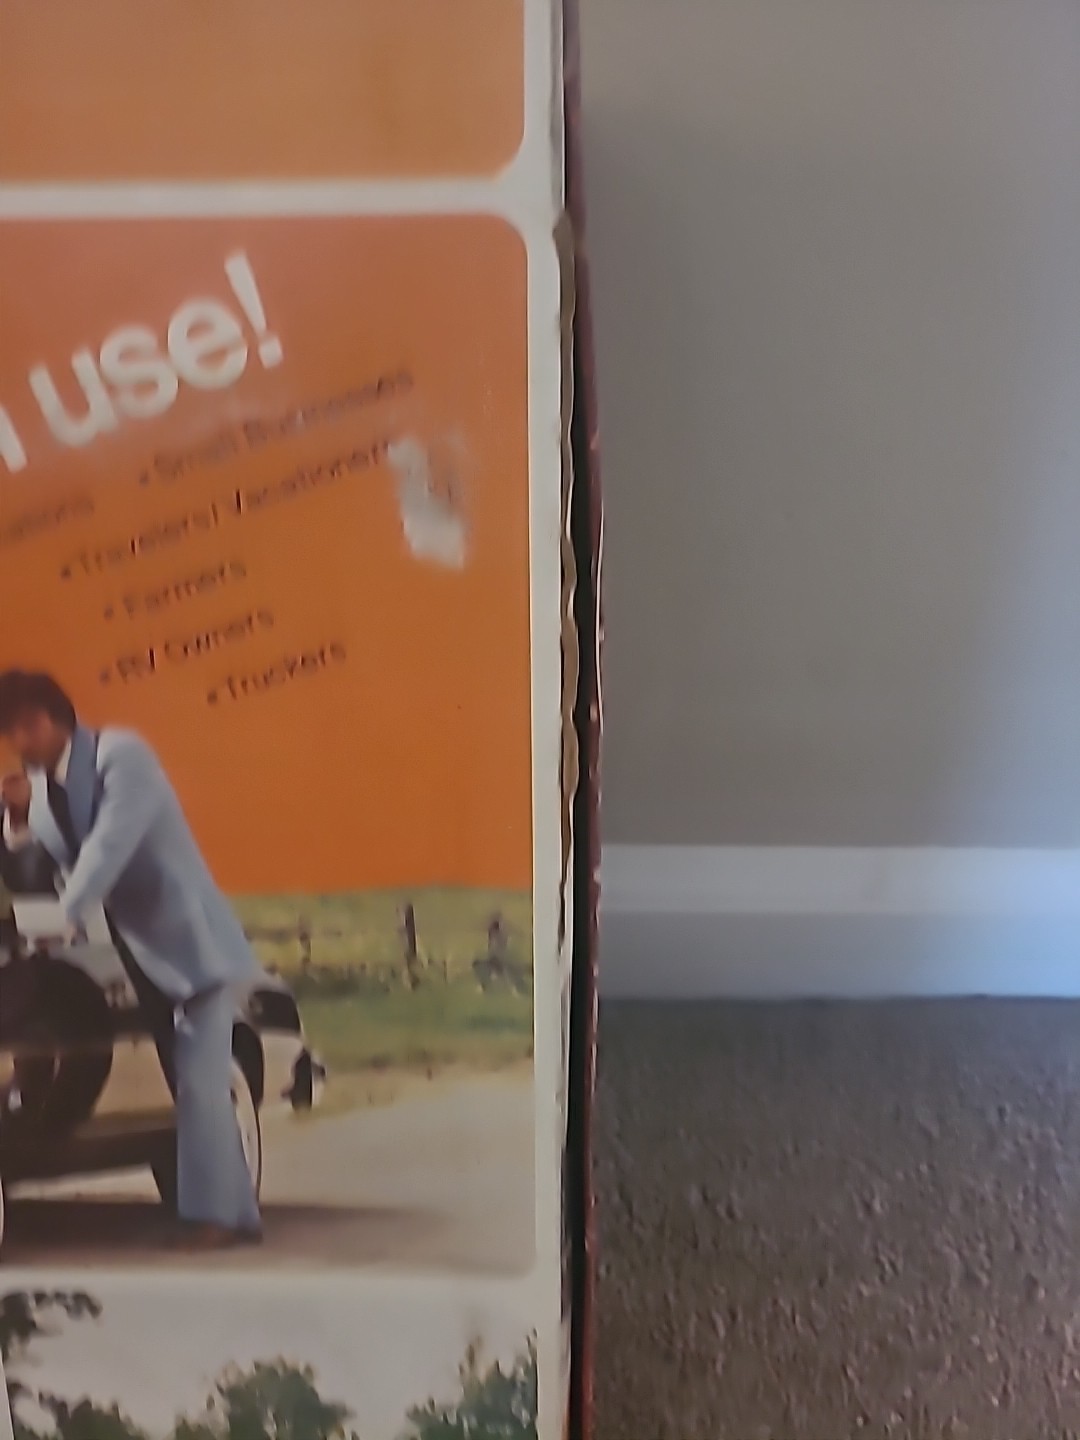 use!
• Small Businesses
• Travelers/Vacationers
• Farmers
• RV Owners
• Truckers